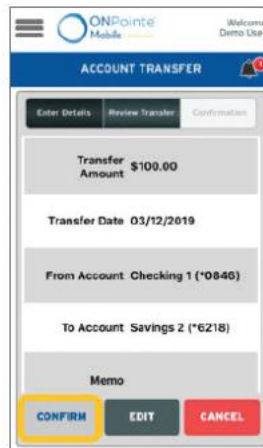 ONPointe
Mobile
Welcome
Demo Use
ACCOUNT TRANSFER
Enter Details
Review Transfer
Confirmation
Transfer
Amount $100.00
Transfer Date 03/12/2019
From Account Checking 1 (*0846)
To Account Savings 2 (*6218)
Memo
CONFIRM
EDIT
CANCEL